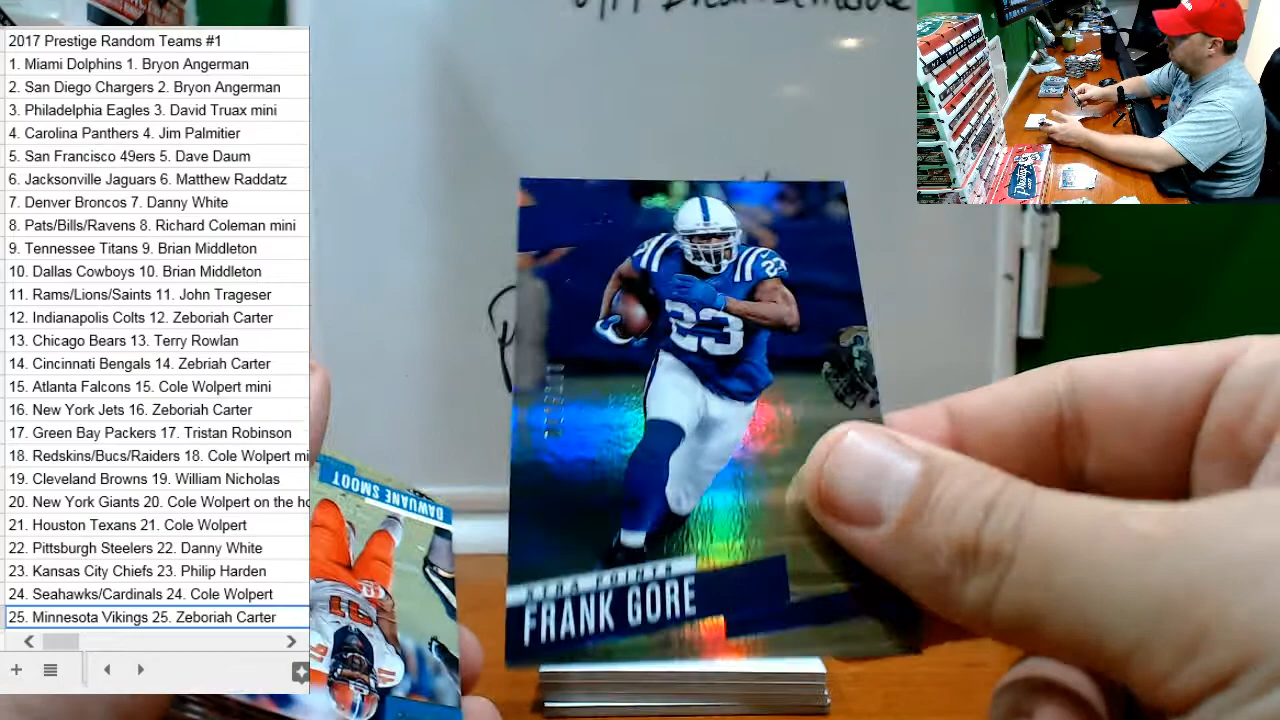 2017 Prestige Random Teams #1
1. Miami Dolphins 1. Bryon Angerman
2. San Diego Chargers 2. Bryon Angerman
3. Philadelphia Eagles 3. David Truax mini
4. Carolina Panthers 4. Jim Palmitier
5. San Francisco 49ers 5. Dave Daum
6. Jacksonville Jaguars 6. Matthew Raddatz
7. Denver Broncos 7. Danny White
8. Pats/Bills/Ravens 8. Richard Coleman mini
9. Tennessee Titans 9. Brian Middleton
10. Dallas Cowboys 10. Brian Middleton
11. Rams/Lions/Saints 11. John Trageser
12. Indianapolis Colts 12. Zeboriah Carter
13. Chicago Bears 13. Terry Rowlan
14. Cincinnati Bengals 14. Zebriah Carter
15. Atlanta Falcons 15. Cole Wolpert mini
16. New York Jets 16. Zeboriah Carter
17. Green Bay Packers 17. Tristan Robinson
18. Redskins/Bucs/Raiders 18. Cole Wolpert mi
19. Cleveland Browns 19. William Nicholas
20. New York Giants 20. Cole Wolpert on the ho
21. Houston Texans 21. Cole Wolpert
22. Pittsburgh Steelers 22. Danny White
23. Kansas City Chiefs 23. Philip Harden
24. Seahawks/Cardinals 24. Cole Wolpert
25. Minnesota Vikings 25. Zeboriah Carter
23
23
FRANK GORE
DAWUANE SMOOT
11
Prestige